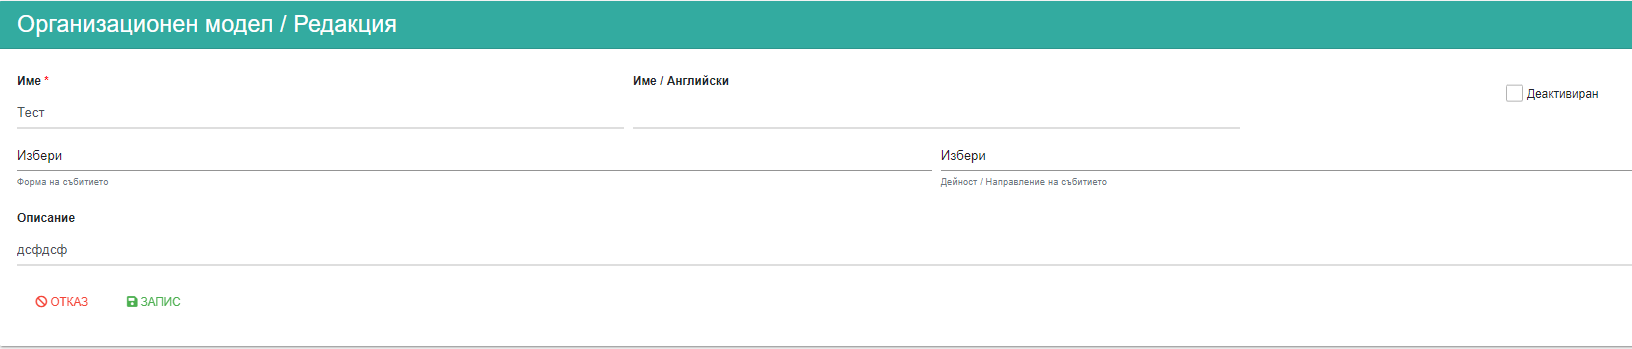 Организационен модел / Редакция
Име *
Име / Английски
Деактивиран
Тест
Избери
Избери
Форма на събитието
Дейност / Направление на събитието
Описание
дсфдсф
ОТКАЗ
ЗАПИС